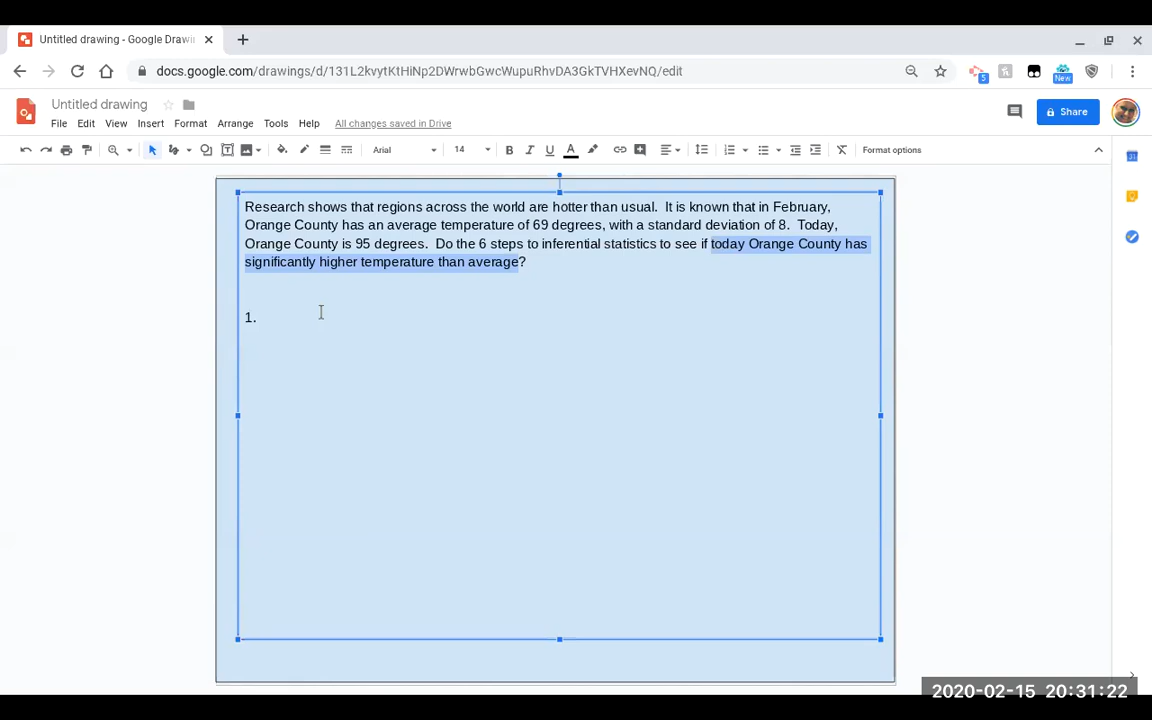 Untitled drawing - Google Drawi
docs.google.com/drawings/d/131L2kvytKtHiNp2DWrwbGwcWupuRhvDA3GkTVHXevNQ/edit
5
New
Untitled drawing
File Edit View Insert Format Arrange Tools Help All changes saved in Drive
Share
Arial 14 B I U A Format options
Research shows that regions across the world are hotter than usual. It is known that in February,
Orange County has an average temperature of 69 degrees, with a standard deviation of 8. Today,
Orange County is 95 degrees. Do the 6 steps to inferential statistics to see if today Orange County has
significantly higher temperature than average?
1.
2020-02-15 20:31:22